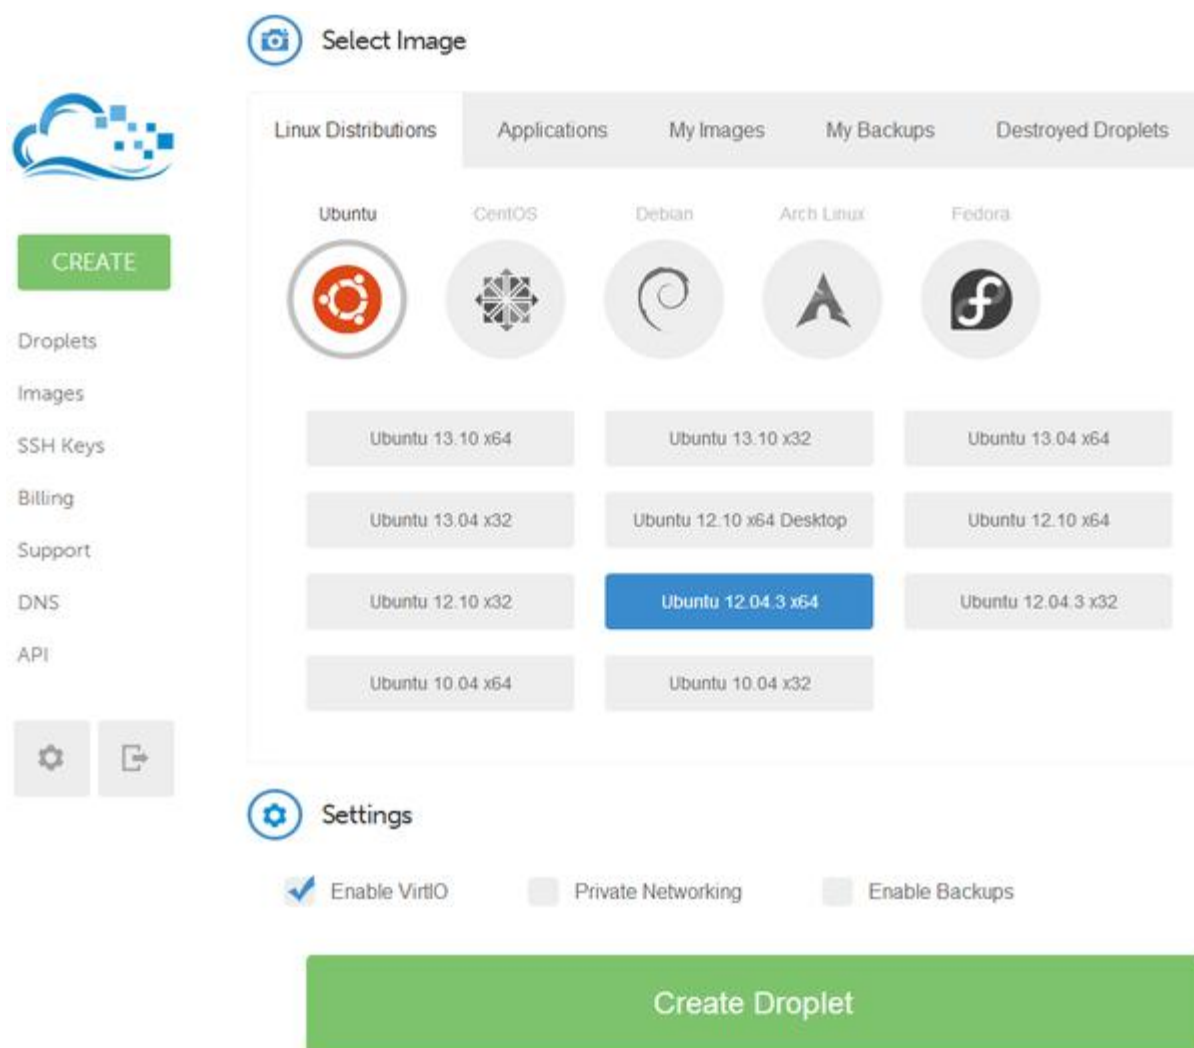 Select Image
Linux Distributions Applications My Images My Backups Destroyed Droplets
Ubuntu CentOS Debian Arch Linux Fedora
CREATE
Droplets
Images
SSH Keys
Billing
Support
DNS
API
Ubuntu 13.10 x64 Ubuntu 13.10 x32 Ubuntu 13.04 x64
Ubuntu 13.04 x32 Ubuntu 12.10 x64 Desktop Ubuntu 12.10 x64
Ubuntu 12.10 x32 Ubuntu 12.04.3 x64 Ubuntu 12.04.3 x32
Ubuntu 10.04 x64 Ubuntu 10.04 x32
Settings
Enable VirtIO Private Networking Enable Backups
Create Droplet